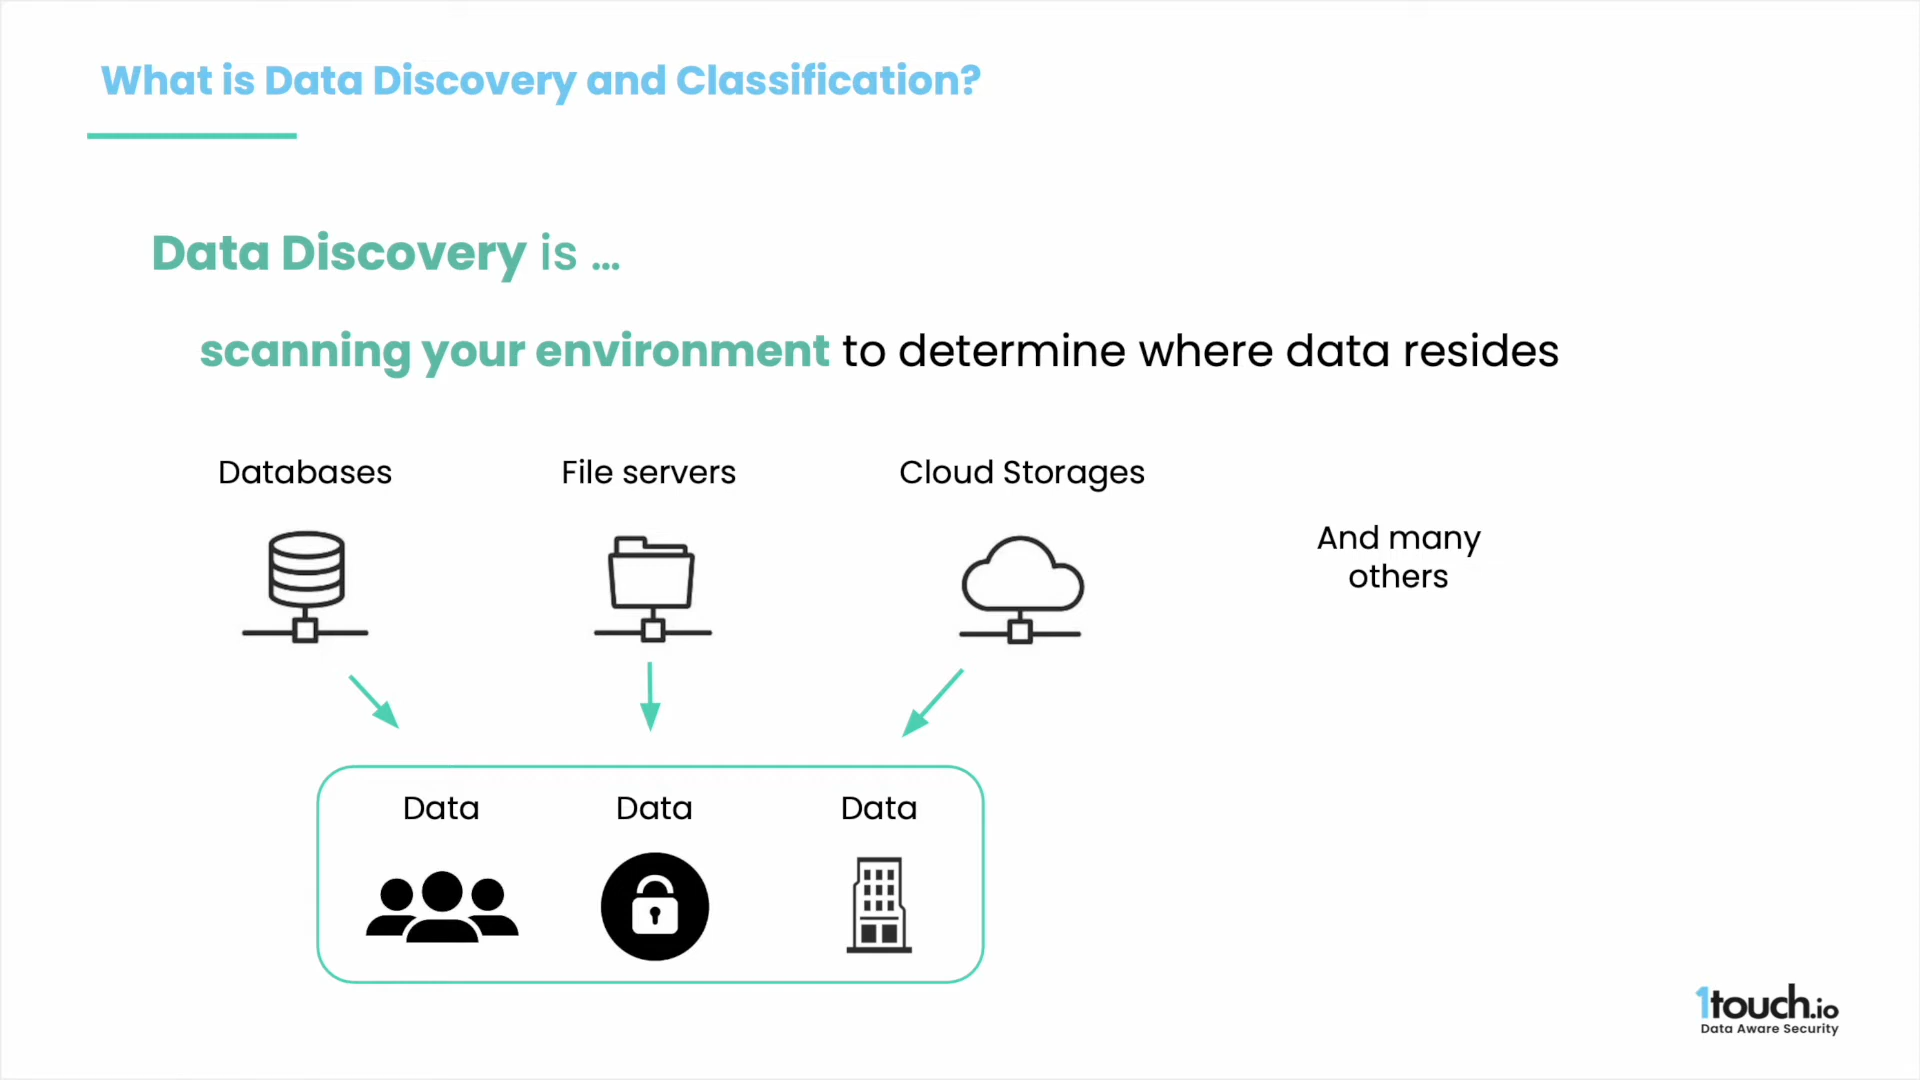 What is Data Discovery and Classification?
Data Discovery is ...
scanning your environment to determine where data resides
Databases
File servers
Cloud Storages
And many
others
Data
Data
Data
1touch.io
Data Aware Security